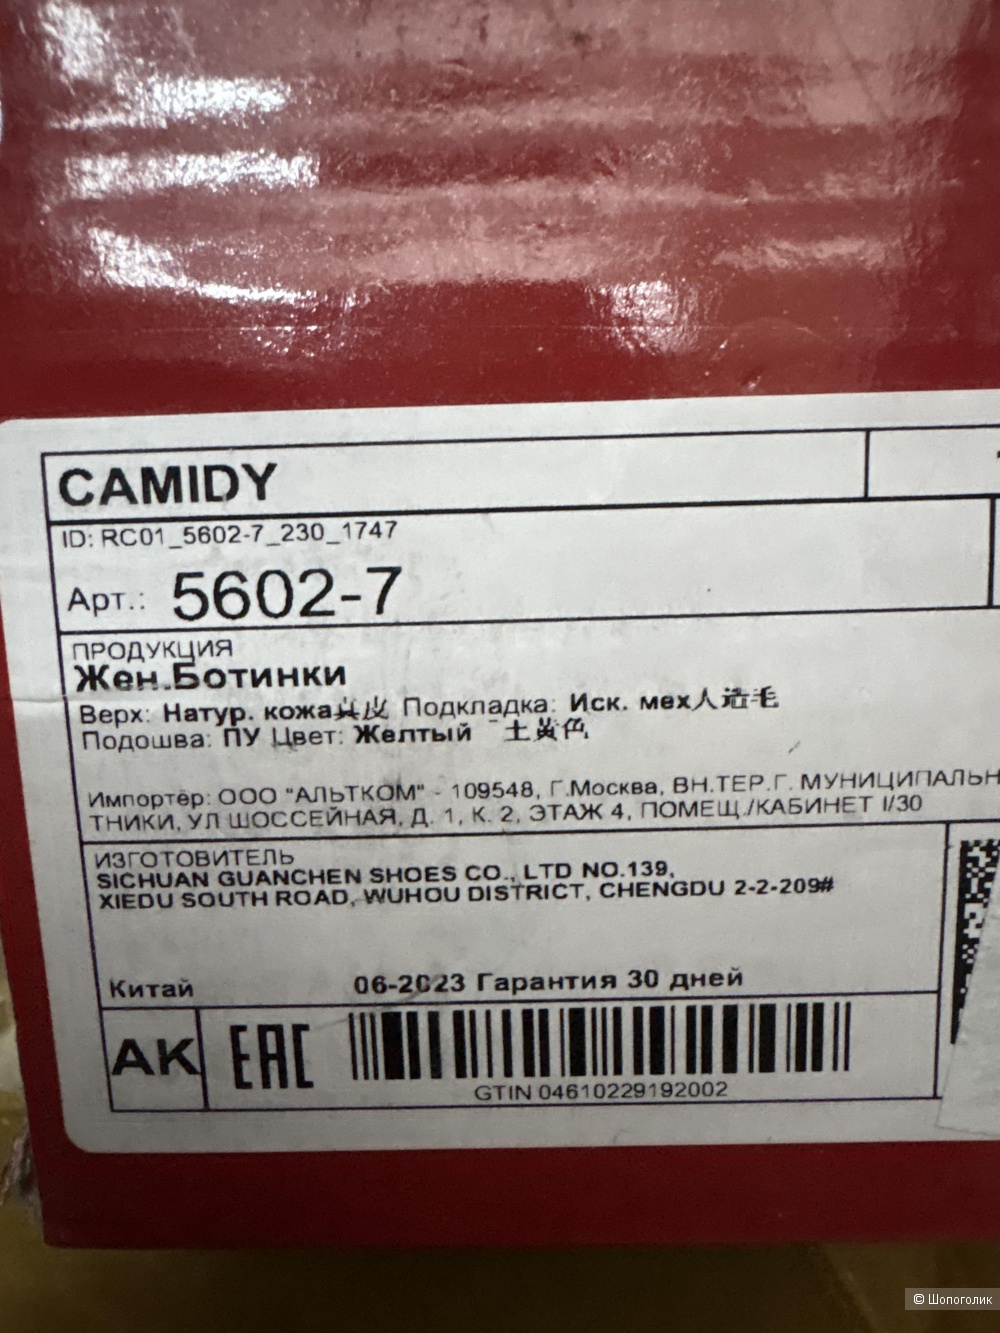 CAMIDY
ID: RC01_5602-7_230_1747
Арт.: 5602-7
ПРОДУКЦИЯ
Жен.Ботинки
Верх: Натур. кожа真皮 Подкладка: Иск. мех人造毛
Подошва: ПУ Цвет: Желтый 土黄色
Импортёр: ООО "АЛЬТКОМ" - 109548, Г.Москва, ВН.ТЕР.Г. МУНИЦИПАЛЬН
ТНИКИ, УЛ ШОССЕЙНАЯ, Д. 1, К. 2, ЭТАЖ 4, ПОМЕЩ./КАБИНЕТ I/30
ИЗГОТОВИТЕЛЬ
SICHUAN GUANCHEN SHOES CO., LTD NO.139,
XIEDU SOUTH ROAD, WUHOU DISTRICT, CHENGDU 2-2-209#
Китай 06-2023 Гарантия 30 дней
АК EAC
GTIN 04610229192002
© Шопоголик